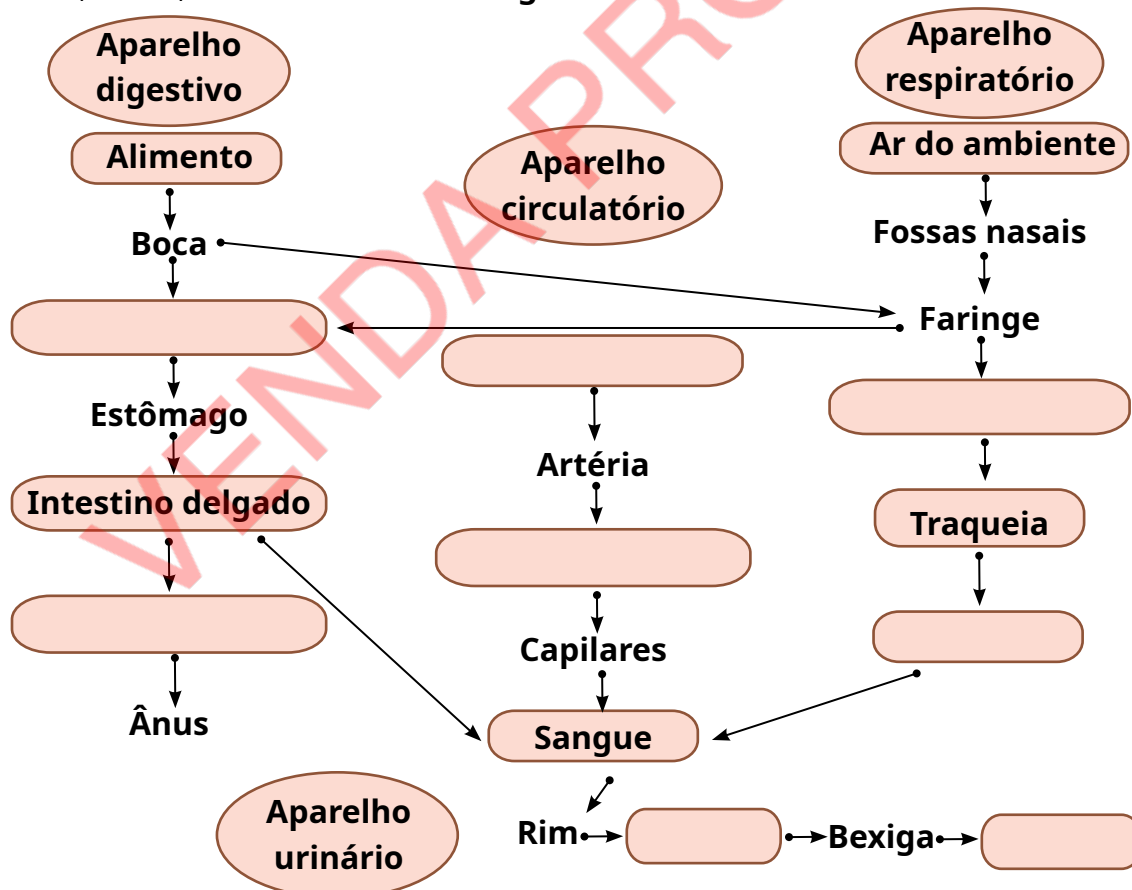 Aparelho
digestivo
Aparelho
respiratório
Alimento
Ar do ambiente
Aparelho
circulatório
Boca
Fossas nasais
Faringe
Estômago
Artéria
Intestino delgado
Traqueia
Capilares
Ânus
Sangue
Aparelho
urinário
Rim
Bexiga
VENDA